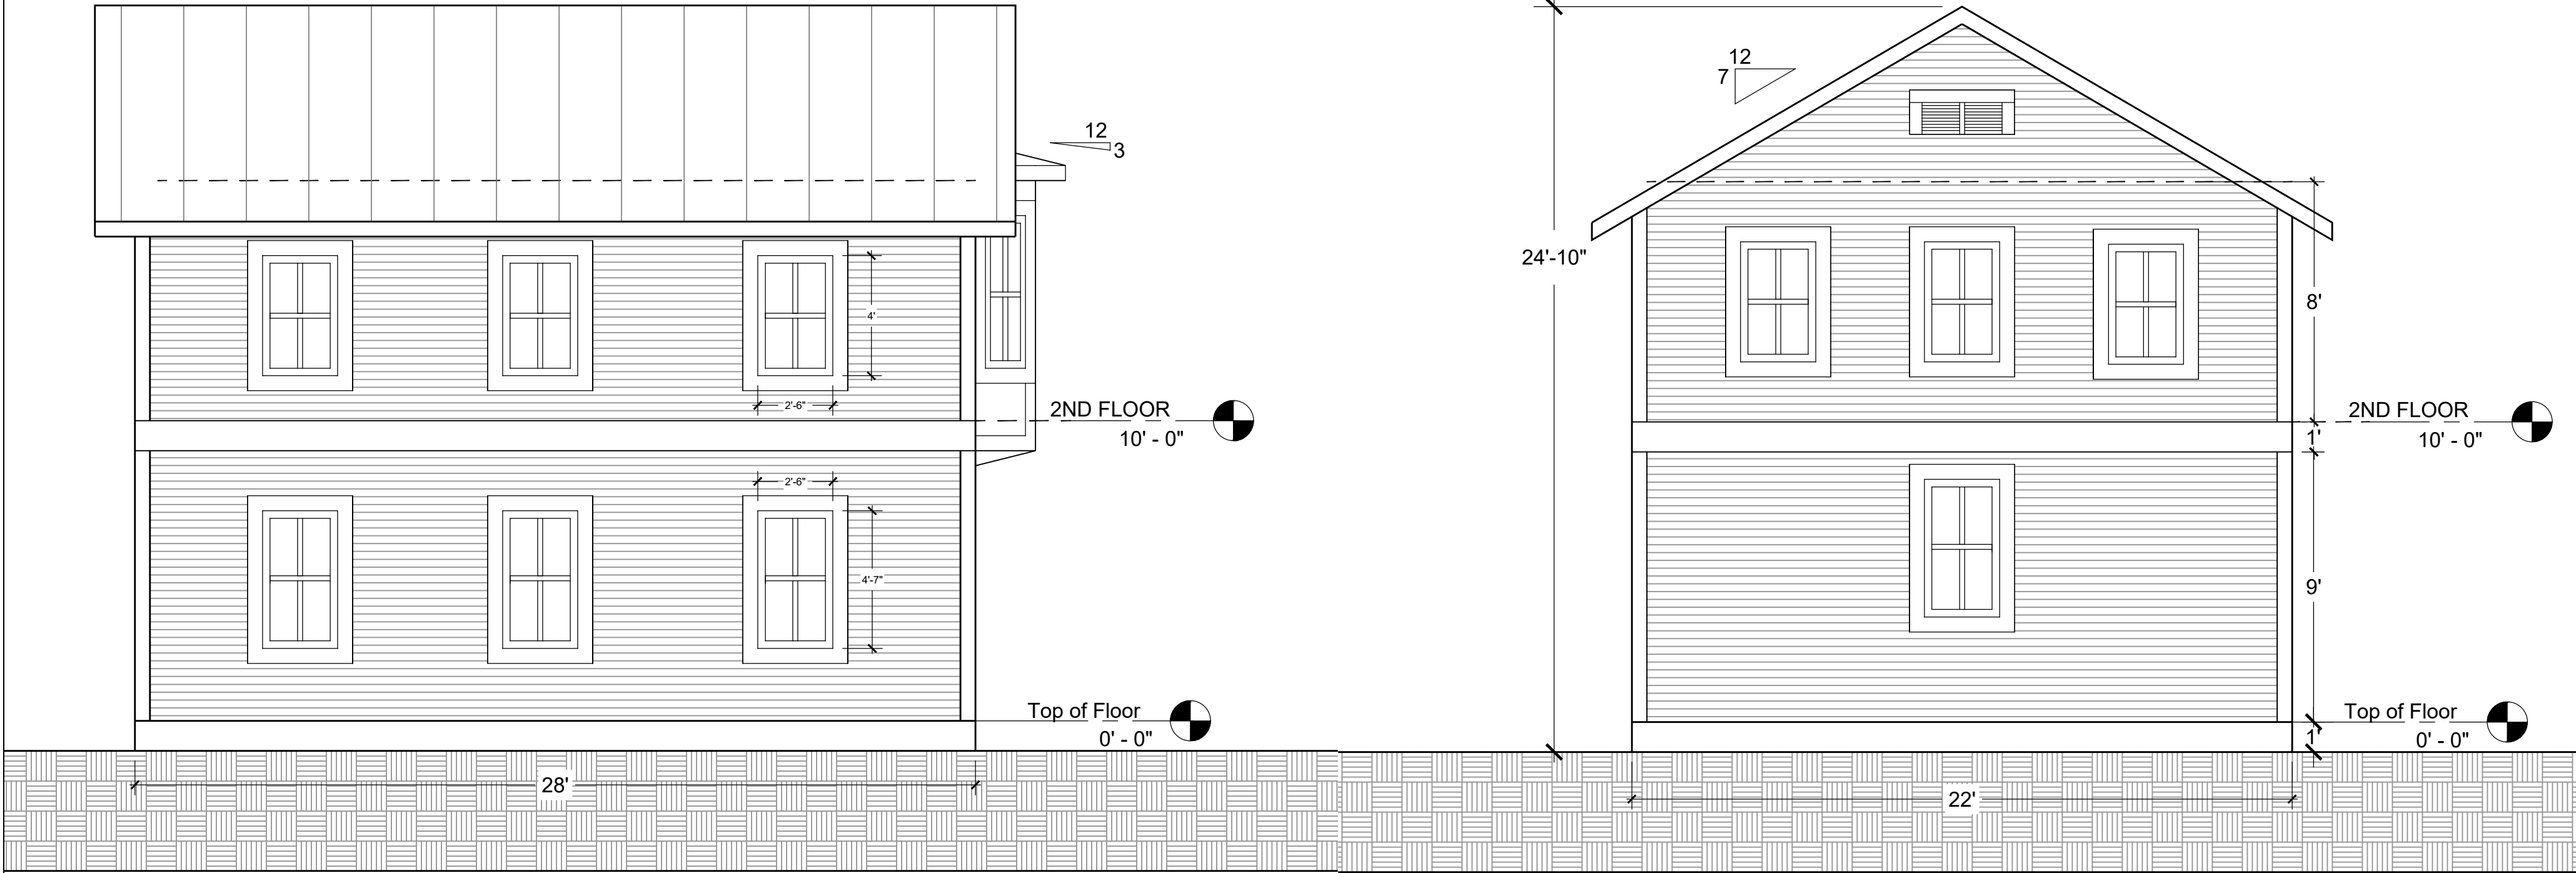 12
3
4'
2'-6"
2ND FLOOR
10' - 0"
2'-6"
4'-7"
Top of Floor
0' - 0"
28'
12
7
24'-10"
8'
2ND FLOOR
10' - 0"
1'
9'
Top of Floor
0' - 0"
1'
22'